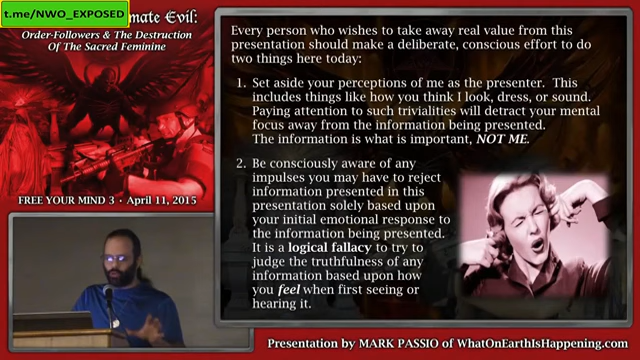 t.me/NWO_EXPOSED
mate Evil:
Order-Followers & The Destruction
Of The Sacred Feminine
FREE YOUR MIND 3 · April 11, 2015
Every person who wishes to take away real value from this
presentation should make a deliberate, conscious effort to do
two things here today:
1. Set aside your perceptions of me as the presenter. This
includes things like how you think I look, dress, or sound.
Paying attention to such trivialities will detract your mental
focus away from the information being presented.
The information is what is important, NOT ME.
2. Be consciously aware of any
impulses you may have to reject
information presented in this
presentation solely based upon
your initial emotional response to
the information being presented.
It is a logical fallacy to try to
judge the truthfulness of any
information based upon how
you feel when first seeing or
hearing it.
Presentation by MARK PASSIO of WhatOnEarthIsHappening.com